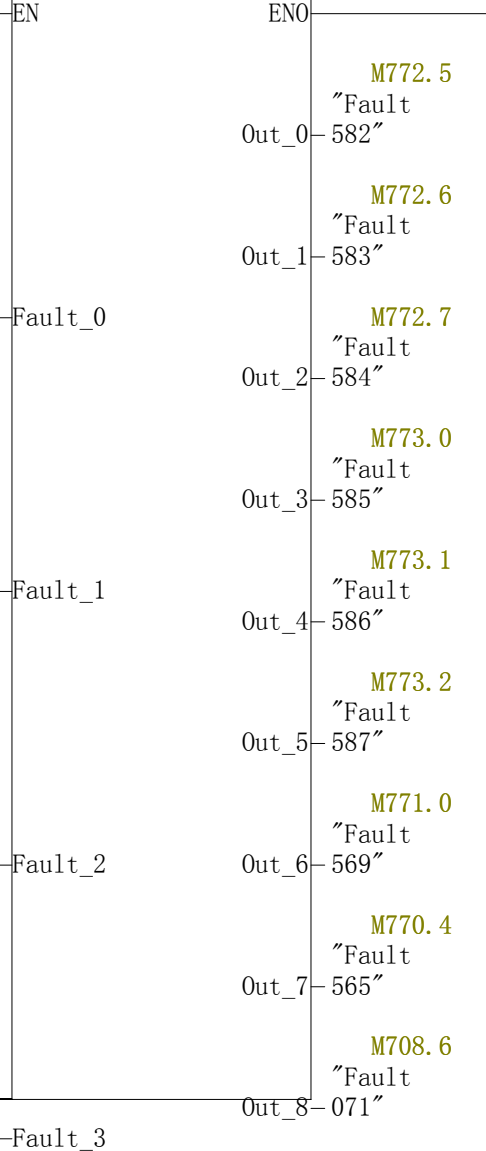 EN ENO
M772.5
"Fault
Out_0 582"
M772.6
"Fault
Out_1 583"
Fault_0 M772.7
"Fault
Out_2 584"
M773.0
"Fault
Out_3 585"
M773.1
Fault_1 "Fault
Out_4 586"
M773.2
"Fault
Out_5 587"
M771.0
"Fault
Fault_2 Out_6 569"
M770.4
"Fault
Out_7 565"
M708.6
"Fault
Out_8 071"
Fault_3